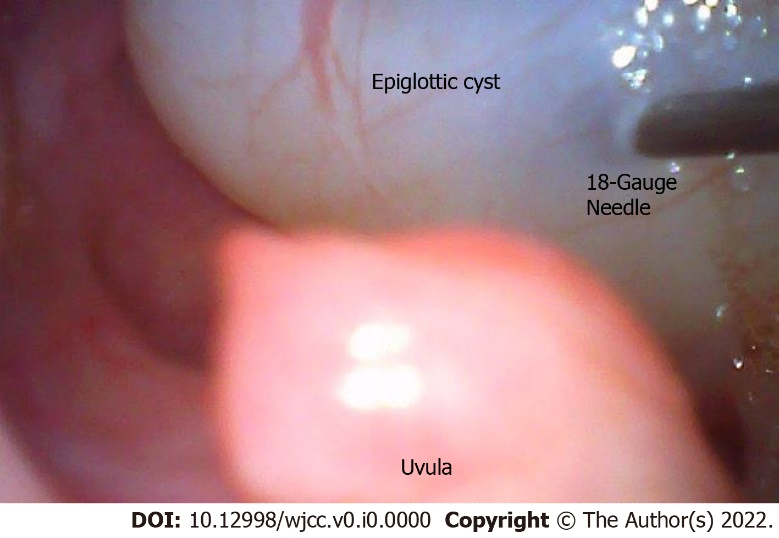 Epiglottic cyst
18-Gauge
Needle
Uvula
DOI: 10.12998/wjcc.v0.i0.0000 Copyright © The Author(s) 2022.